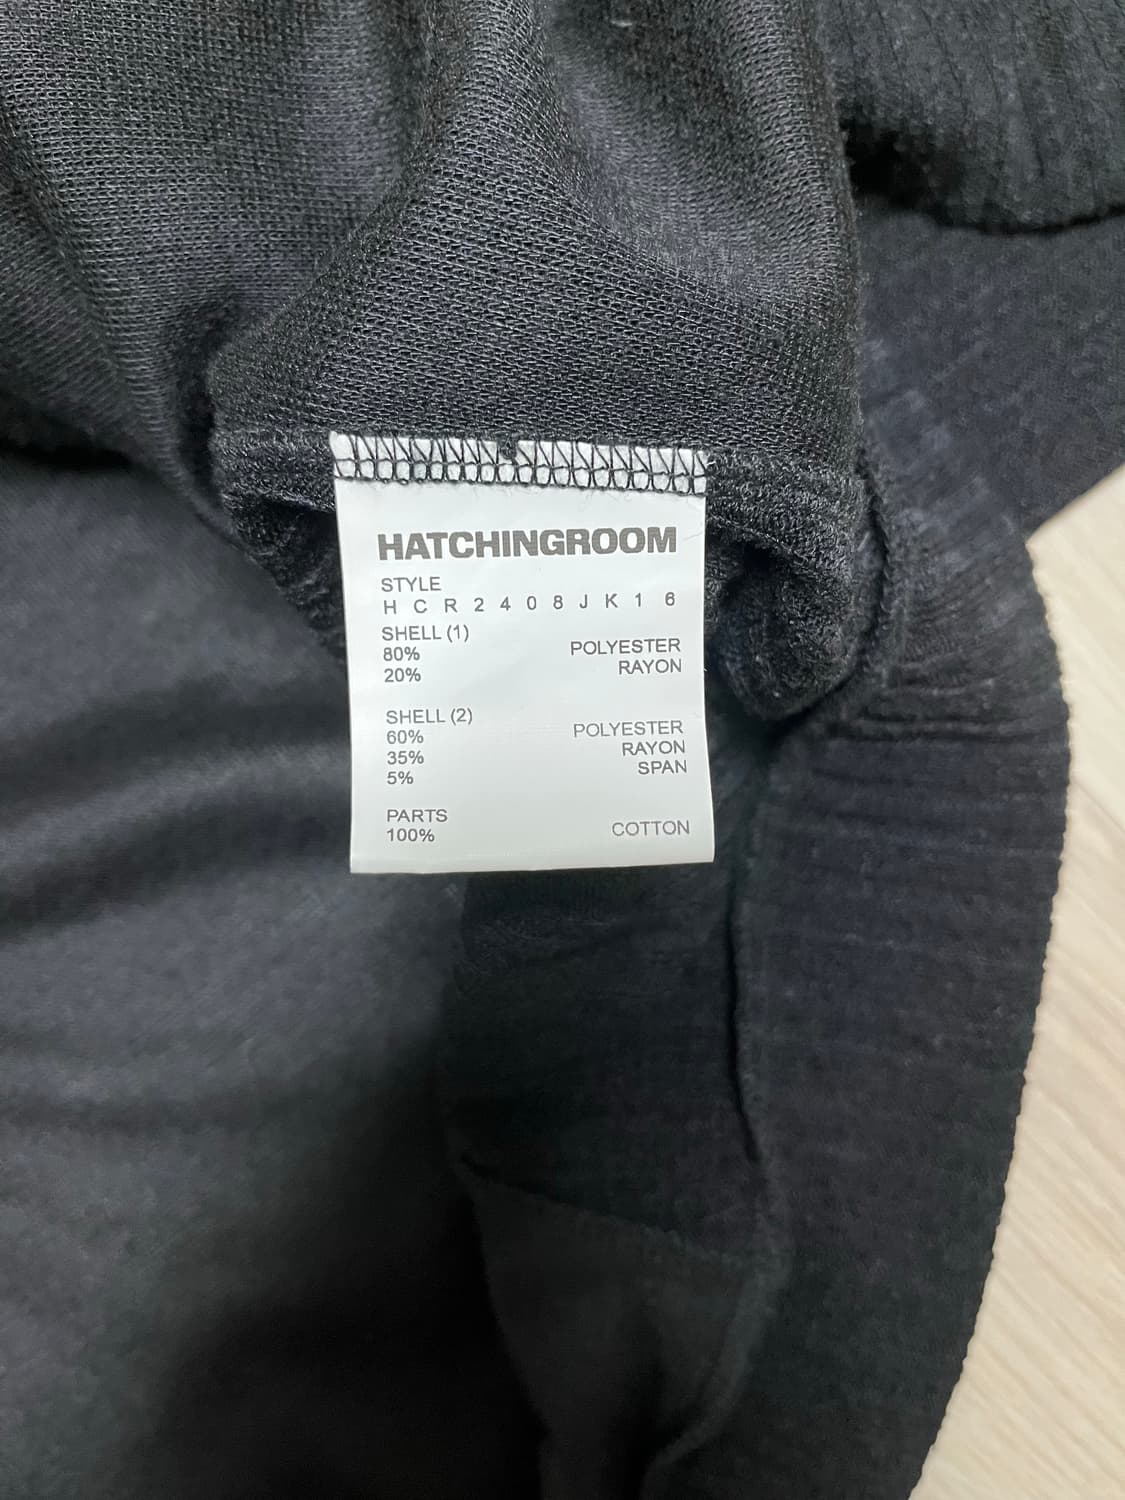 HATCHINGROOM
STYLE
H C R 2 4 0 8 J K 1 6
SHELL (1)
80% POLYESTER
20% RAYON
SHELL (2)
60% POLYESTER
35% RAYON
5% SPAN
PARTS
100% COTTON